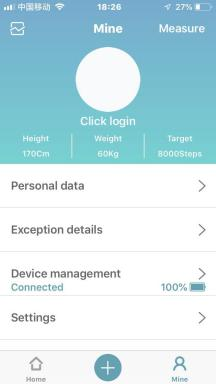 中国移动 18:26 27%
Mine Measure
Click login
Height Weight Target
170Cm 60Kg 8000Steps
Personal data
Exception details
Device management
Connected 100%
Settings
Home Mine